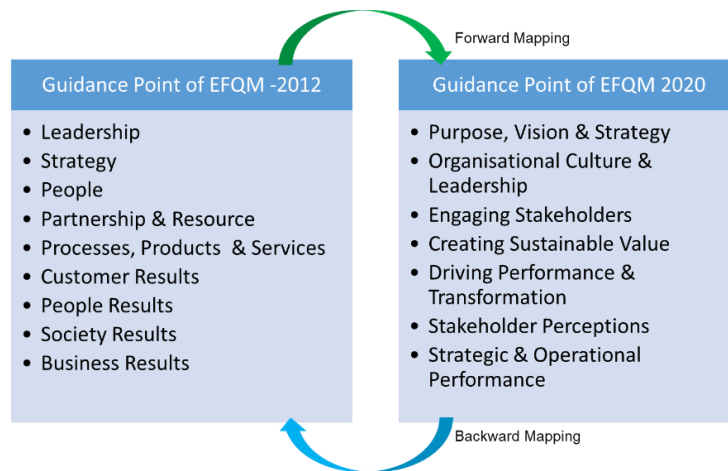 Forward Mapping
Guidance Point of EFQM -2012
• Leadership
• Strategy
• People
• Partnership & Resource
• Processes, Products & Services
• Customer Results
• People Results
• Society Results
• Business Results
Guidance Point of EFQM 2020
• Purpose, Vision & Strategy
• Organisational Culture &
Leadership
• Engaging Stakeholders
• Creating Sustainable Value
• Driving Performance &
Transformation
• Stakeholder Perceptions
• Strategic & Operational
Performance
Backward Mapping